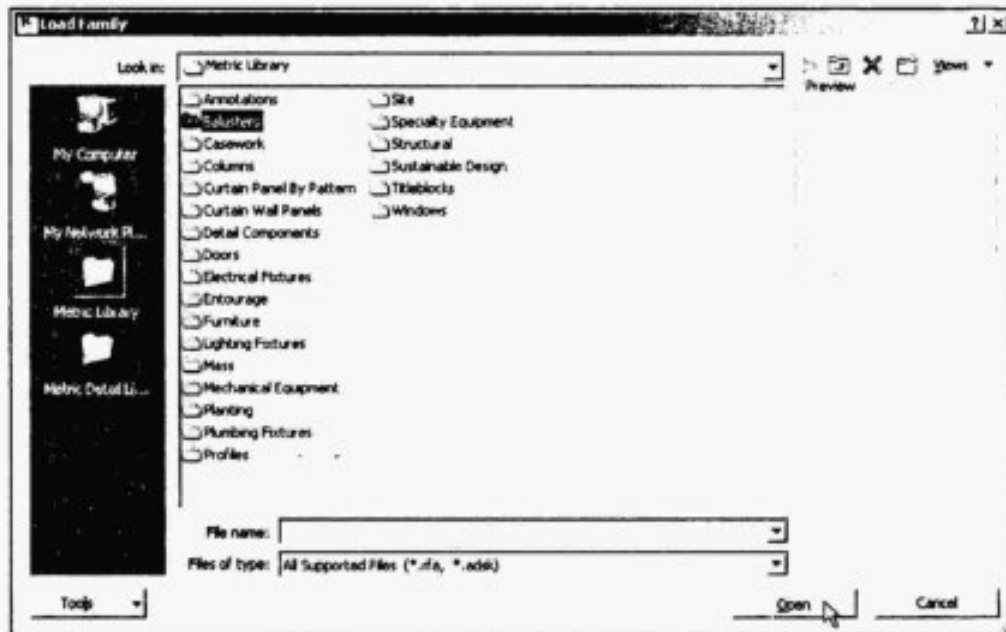 Load Family
Look in: Metric Library
Views
Preview
My Computer
My Network Pl...
Metric Library
Metric Detail Li...
Annotations
Balusters
Casework
Columns
Curtain Panel By Pattern
Curtain Wall Panels
Detail Components
Doors
Electrical Fixtures
Entourage
Furniture
Lighting Fixtures
Mass
Mechanical Equipment
Planting
Plumbing Fixtures
Profiles
Site
Specialty Equipment
Structural
Sustainable Design
Titleblocks
Windows
File name:
Files of type: All Supported Files (*.rfa, *.adsk)
Tools
Open
Cancel